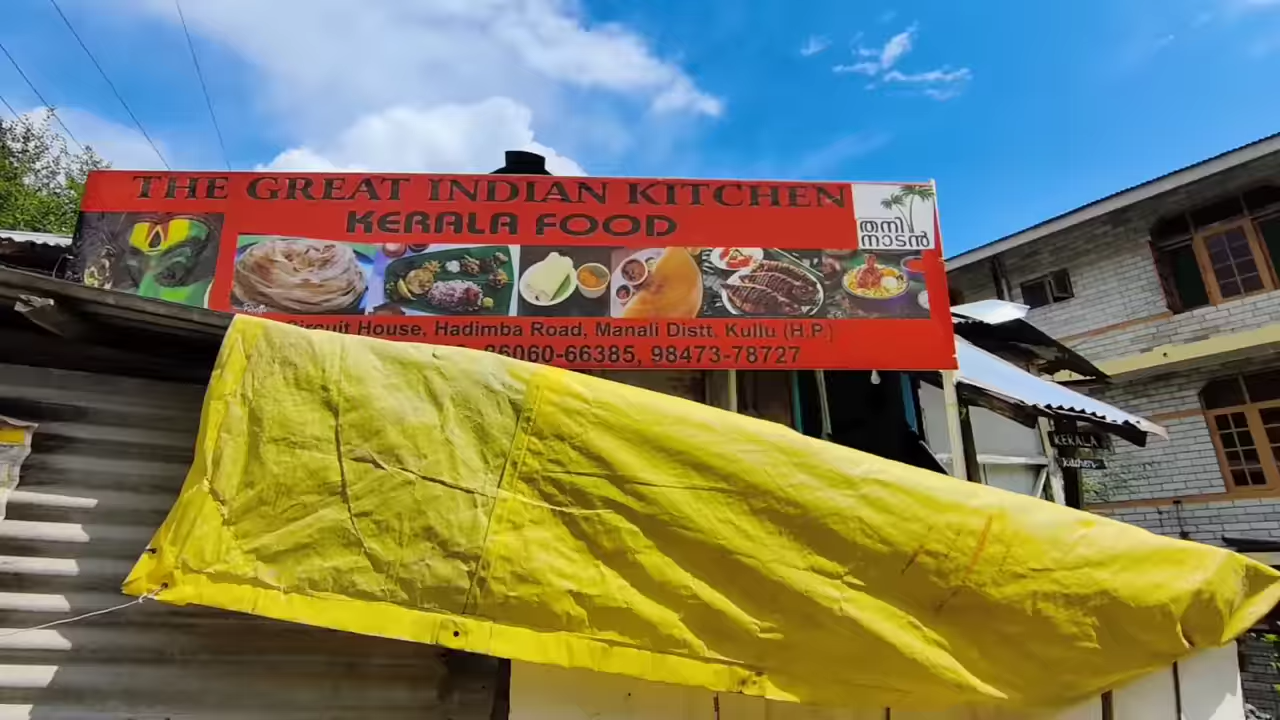 THE GREAT INDIAN KITCHEN
KERALA FOOD
തനി
നാടൻ
Circuit House, Hadimba Road, Manali Distt. Kullu (H.P.)
86060-66385, 98473-78727
KERALA
kitchen